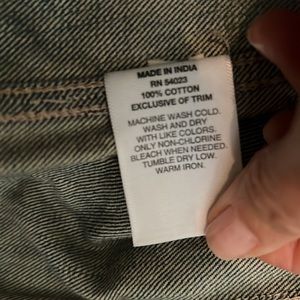 MADE IN INDIA
RN 54023
100% COTTON
EXCLUSIVE OF TRIM
MACHINE WASH COLD.
WASH AND DRY
WITH LIKE COLORS.
ONLY NON-CHLORINE
BLEACH WHEN NEEDED.
TUMBLE DRY LOW.
WARM IRON.